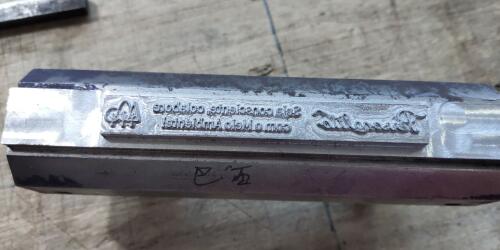 Seja consciente, colabore
com o Meio Ambiente!
巴西